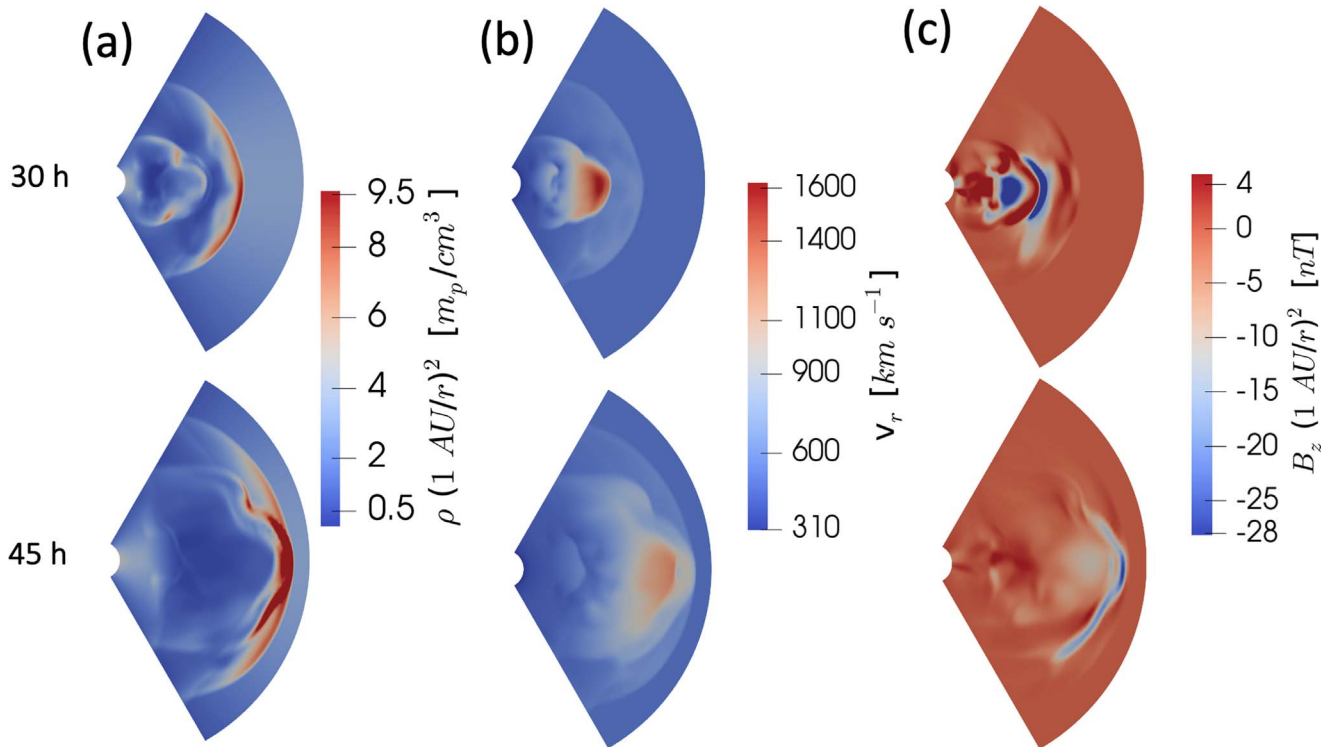 (a)
(b)
(c)
30 h
45 h
9.5
8
6
4
2
0.5
ρ (1 AU/r)² [m_p/cm³]
1600
1400
1100
900
600
310
v_r [km s⁻¹]
4
0
-5
-10
-15
-20
-25
-28
B_z (1 AU/r)² [nT]